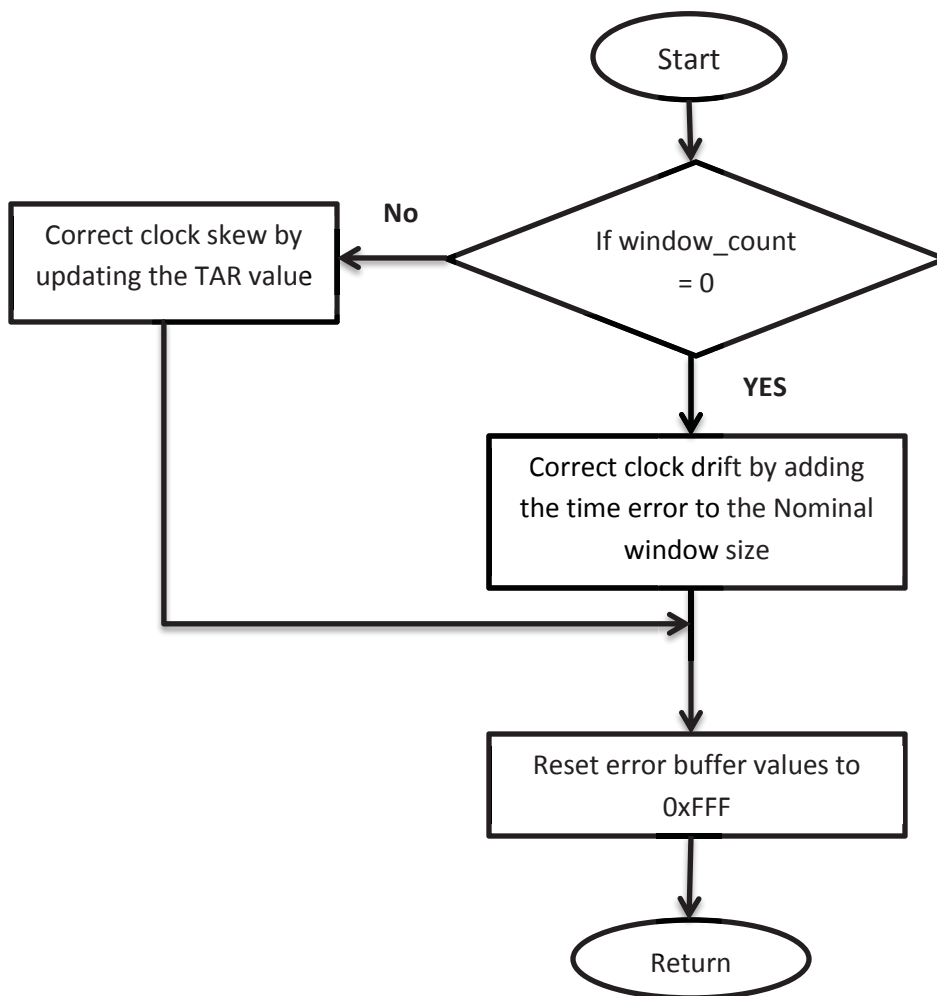 Start
If window_count
= 0
No
Correct clock skew by
updating the TAR value
YES
Correct clock drift by adding
the time error to the Nominal
window size
Reset error buffer values to
0xFFF
Return